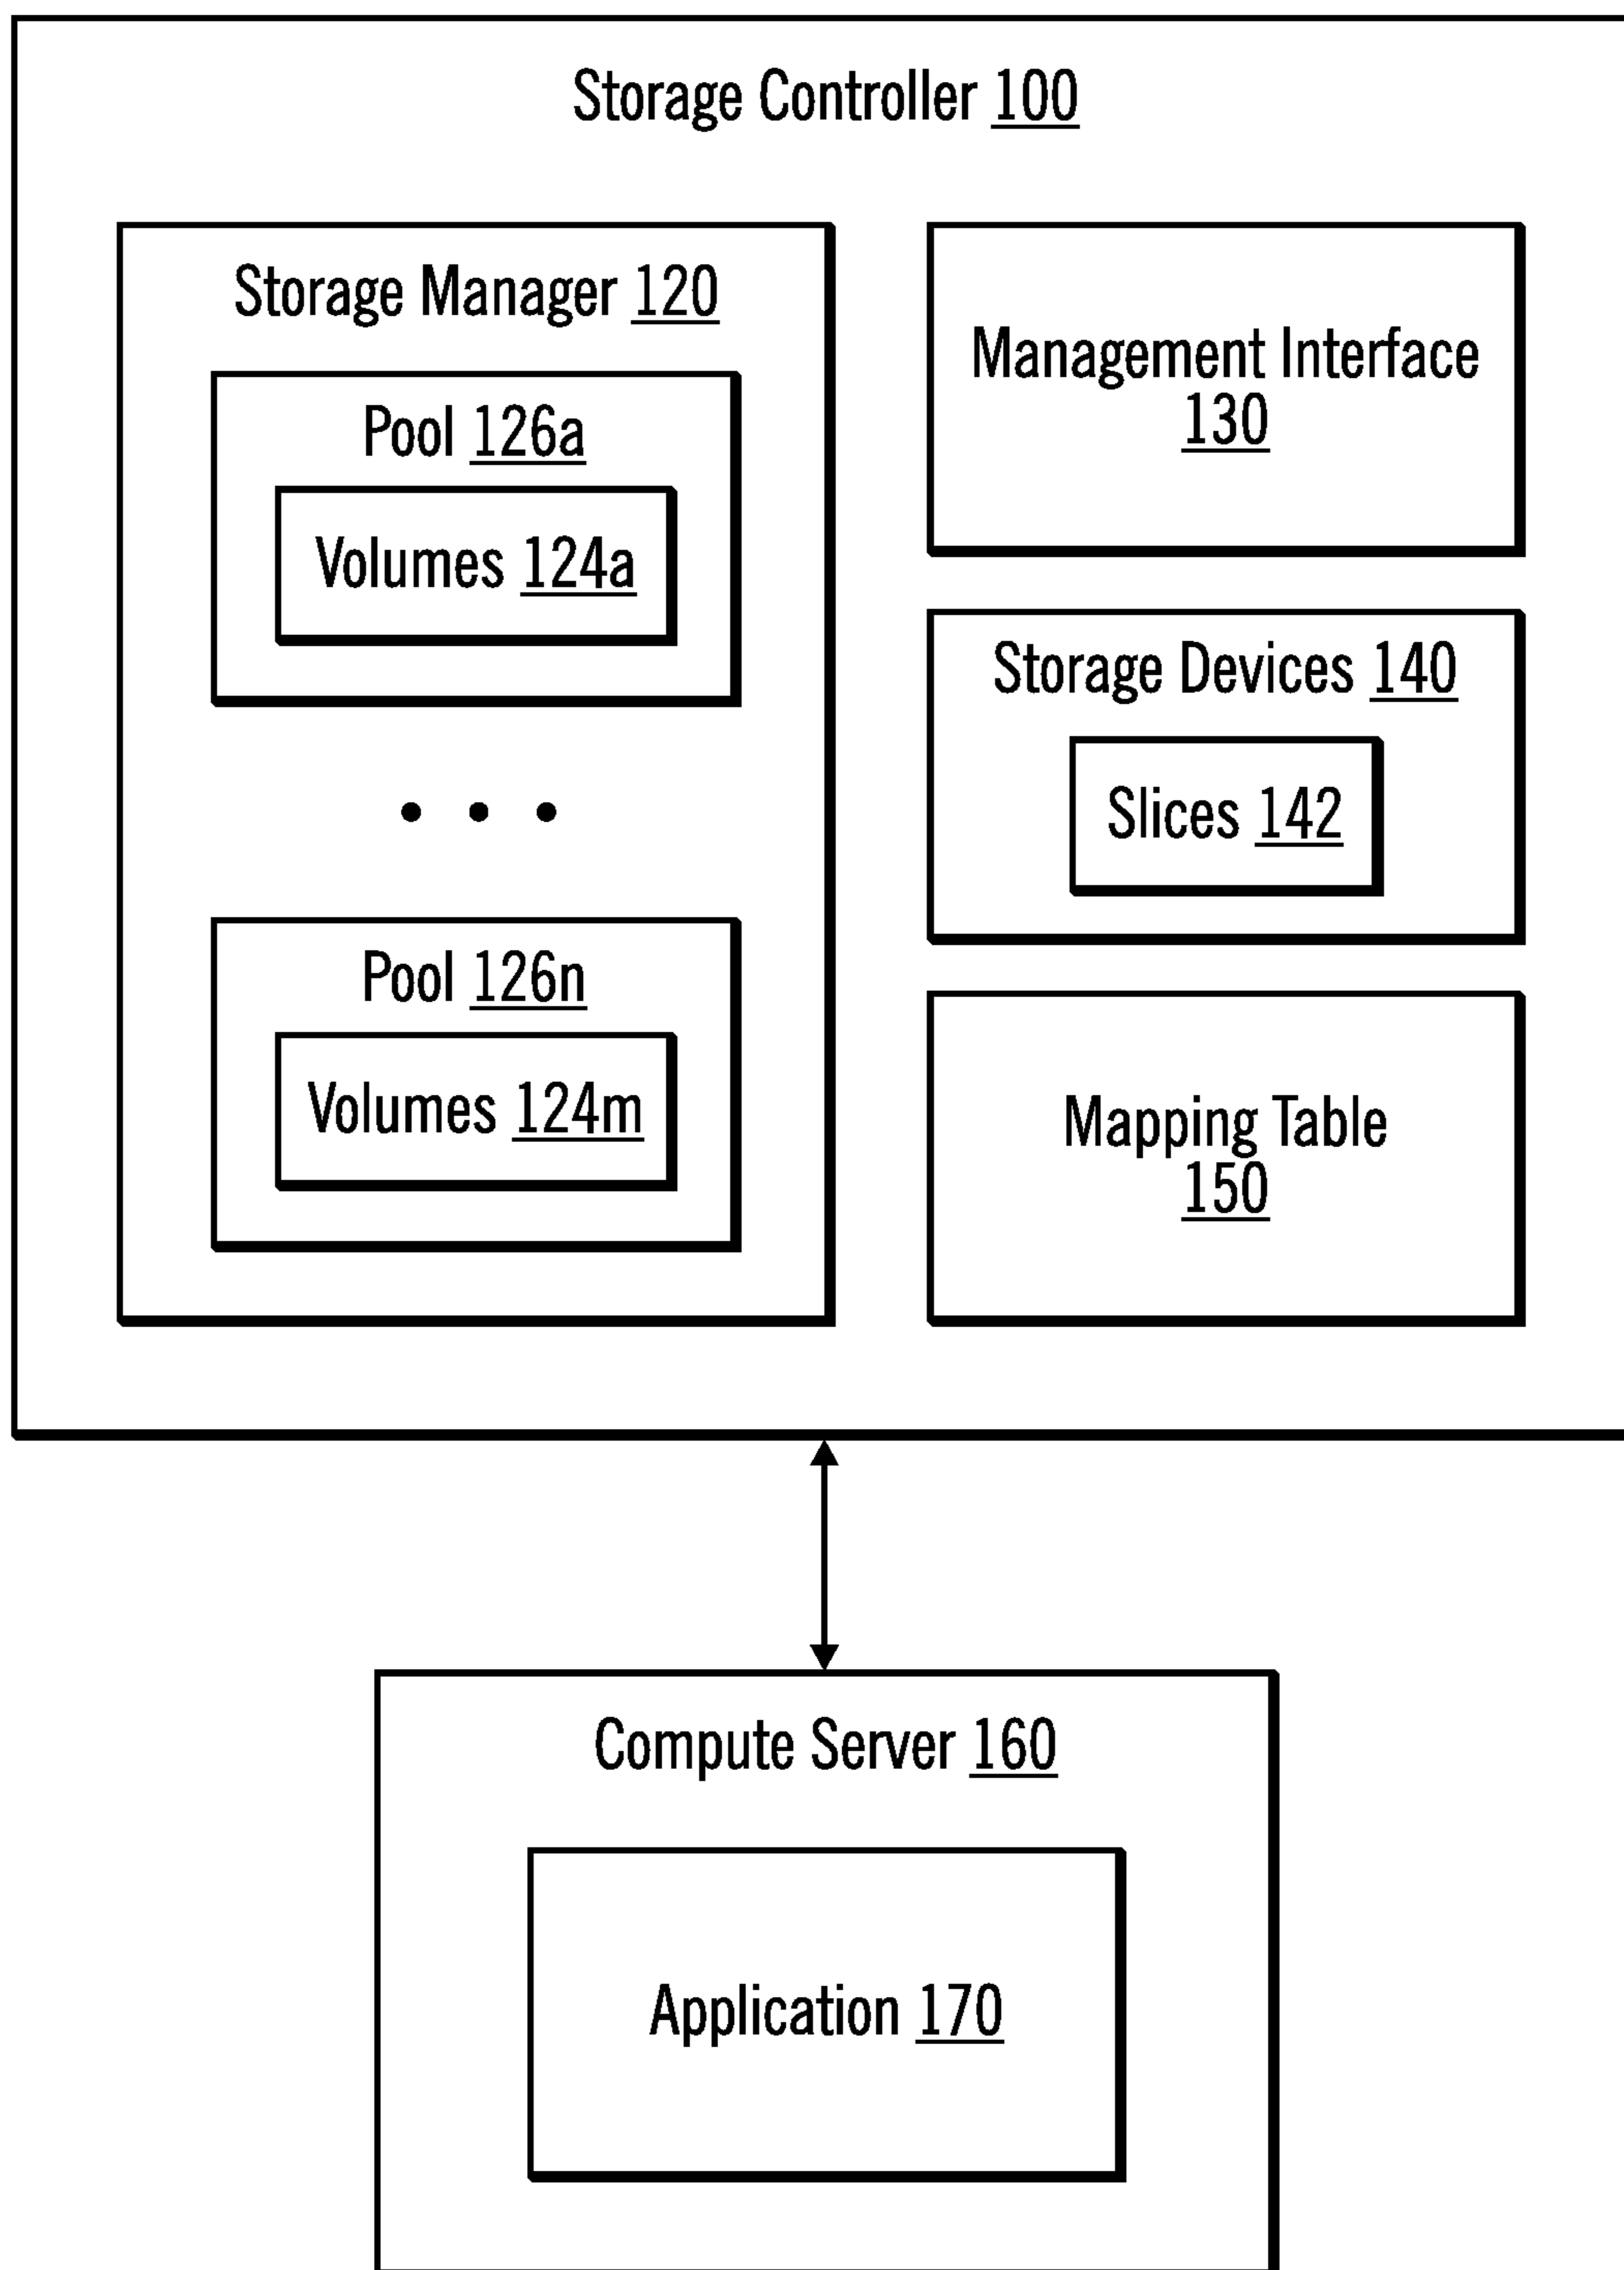 Storage Controller 100
Storage Manager 120
Pool 126a
Volumes 124a
Pool 126n
Volumes 124m
Management Interface
130
Storage Devices 140
Slices 142
Mapping Table
150
Compute Server 160
Application 170